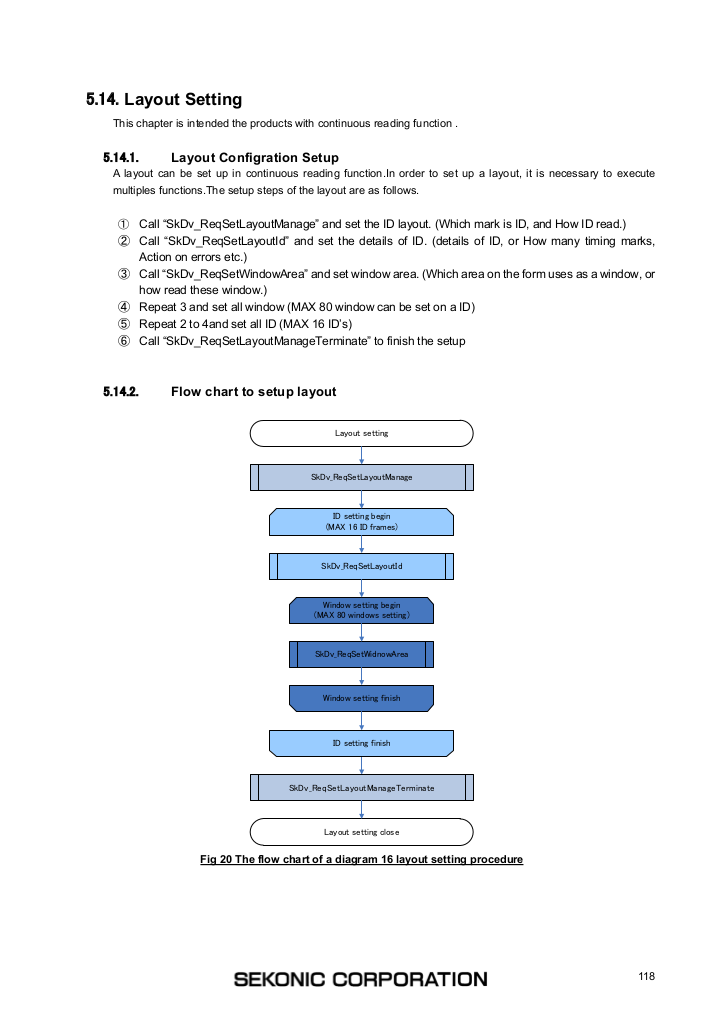 5.14. Layout Setting
This chapter is intended the products with continuous reading function .
5.14.1. Layout Configration Setup
A layout can be set up in continuous reading function.In order to set up a layout, it is necessary to execute
multiples functions.The setup steps of the layout are as follows.
① Call “SkDv_ReqSetLayoutManage” and set the ID layout. (Which mark is ID, and How ID read.)
② Call “SkDv_ReqSetLayoutId” and set the details of ID. (details of ID, or How many timing marks,
Action on errors etc.)
③ Call “SkDv_ReqSetWindowArea” and set window area. (Which area on the form uses as a window, or
how read these window.)
④ Repeat 3 and set all window (MAX 80 window can be set on a ID)
⑤ Repeat 2 to 4and set all ID (MAX 16 ID’s)
⑥ Call “SkDv_ReqSetLayoutManageTerminate” to finish the setup
5.14.2. Flow chart to setup layout
Layout setting
SkDv_ReqSetLayoutManage
ID setting begin
(MAX 16 ID frames)
SkDv_ReqSetLayoutId
Window setting begin
(MAX 80 windows setting)
SkDv_ReqSetWidnowArea
Window setting finish
ID setting finish
SkDv_ReqSetLayoutManageTerminate
Layout setting close
Fig 20 The flow chart of a diagram 16 layout setting procedure
SEKONIC CORPORATION
118